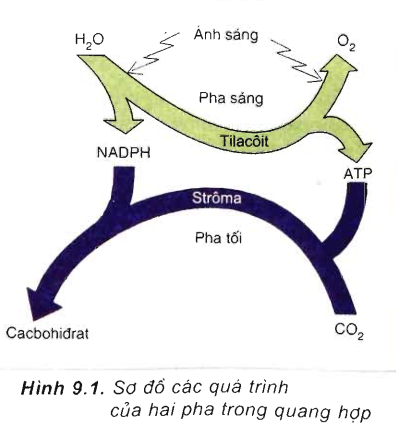 H₂O
Ánh sáng
O₂
Pha sáng
Tilacôit
NADPH
ATP
Strôma
Pha tối
Cacbohiđrat
CO₂
Hình 9.1. Sơ đồ các quá trình
của hai pha trong quang hợp